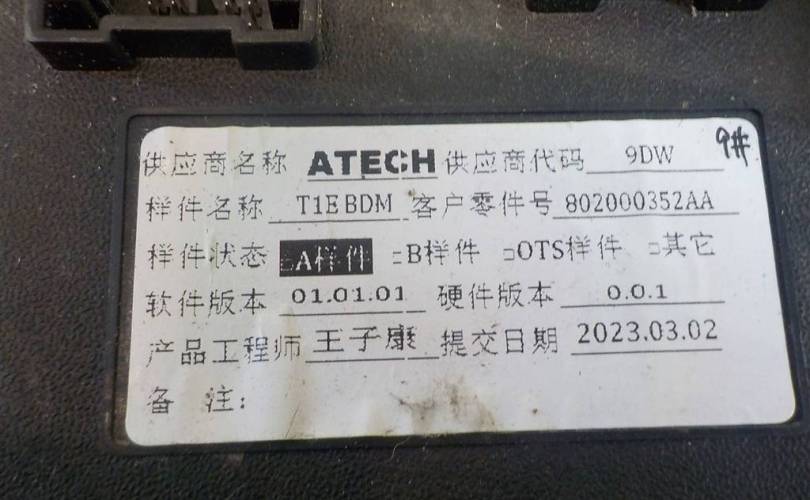 供应商名称 ATECH 供应商代码 9DW 9#
样件名称 T1EBDM 客户零件号 802000352AA
样件状态 □A样件 □B样件 □OTS样件 □其它
软件版本 01.01.01 硬件版本 0.0.1
产品工程师 王子康 提交日期 2023.03.02
备 注: